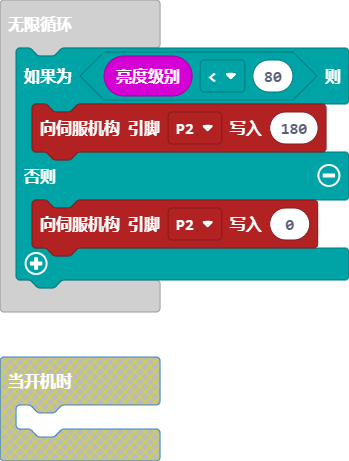 无限循环
如果为 亮度级别 < 80 则
向伺服机构 引脚 P2 写入 180
否则
向伺服机构 引脚 P2 写入 0
当开机时